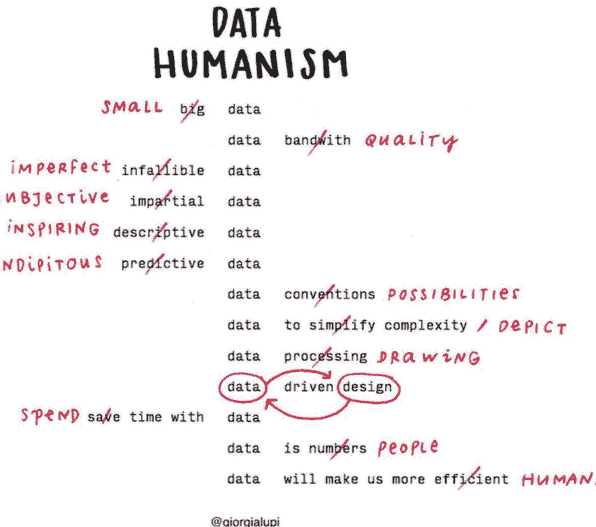 DATA
HUMANISM
SMALL big data
data bandwith QUALITY
IMPERFECT infallible data
UBJECTIVE impartial data
INSPIRING descriptive data
NDIPITOUS predictive data
data conventions POSSIBILITIES
data to simplify complexity / DEPICT
data processing DRAWING
data driven design
SPEND save time with data
data is numbers PEOPLE
data will make us more efficient HUMAN.
@giorgialupi